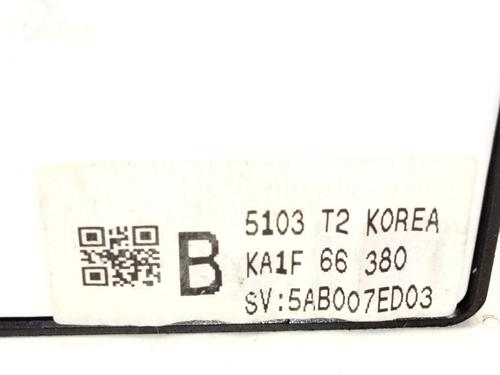 B
5103 T2 KOREA
KA1F 66 380
SV:5AB007ED03